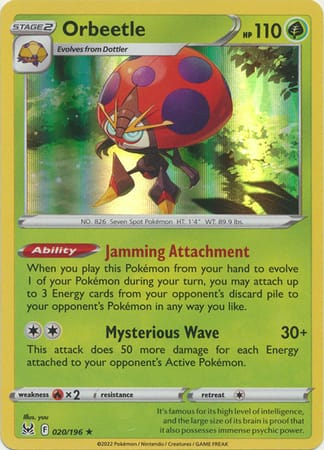 STAGE2 Orbeetle HP 110
Evolves from Dottler
NO. 826 Seven Spot Pokémon HT: 1'4" WT: 89.9 lbs.
Ability Jamming Attachment
When you play this Pokémon from your hand to evolve
1 of your Pokémon during your turn, you may attach up
to 3 Energy cards from your opponent's discard pile to
your opponent's Pokémon in any way you like.
Mysterious Wave 30+
This attack does 50 more damage for each Energy
attached to your opponent's Active Pokémon.
weakness ×2 resistance retreat
Illus. you
F 020/196 ★
It's famous for its high level of intelligence,
and the large size of its brain is proof that
it also possesses immense psychic power.
©2022 Pokémon / Nintendo / Creatures / GAME FREAK